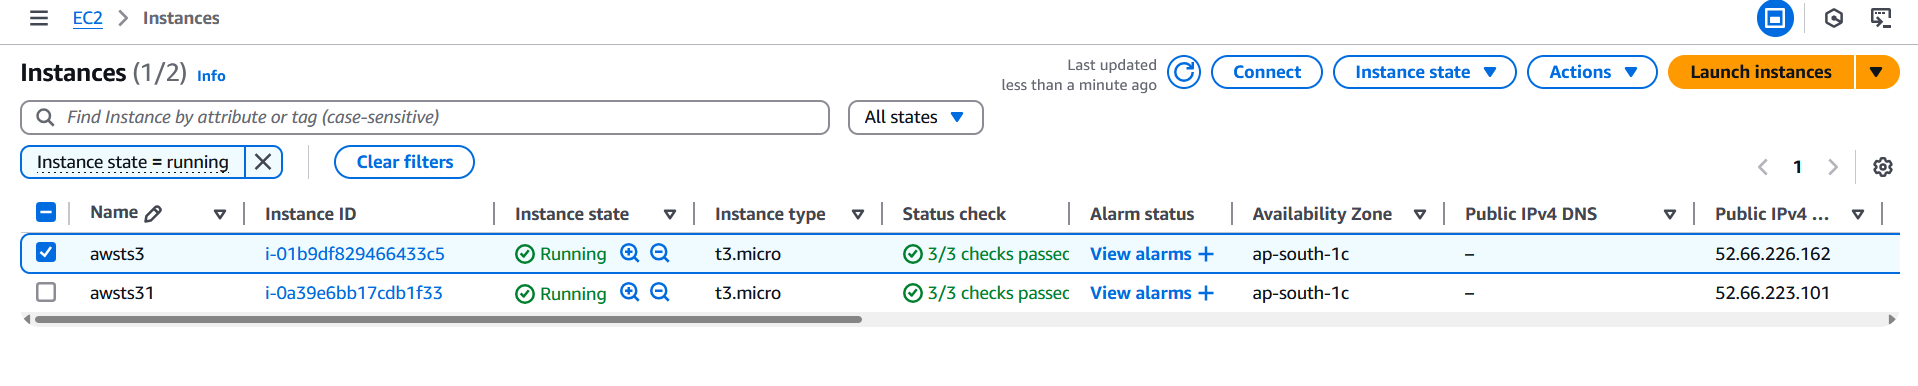 EC2 > Instances
Instances (1/2) Info
Last updated
less than a minute ago
Connect
Instance state
Actions
Launch instances
Find Instance by attribute or tag (case-sensitive)
All states
Instance state = running
Clear filters
1
Name Instance ID Instance state Instance type Status check Alarm status Availability Zone Public IPv4 DNS Public IPv4 ...
awsts3 i-01b9df829466433c5 Running t3.micro 3/3 checks passed View alarms + ap-south-1c – 52.66.226.162
awsts31 i-0a39e6bb17cdb1f33 Running t3.micro 3/3 checks passed View alarms + ap-south-1c – 52.66.223.101